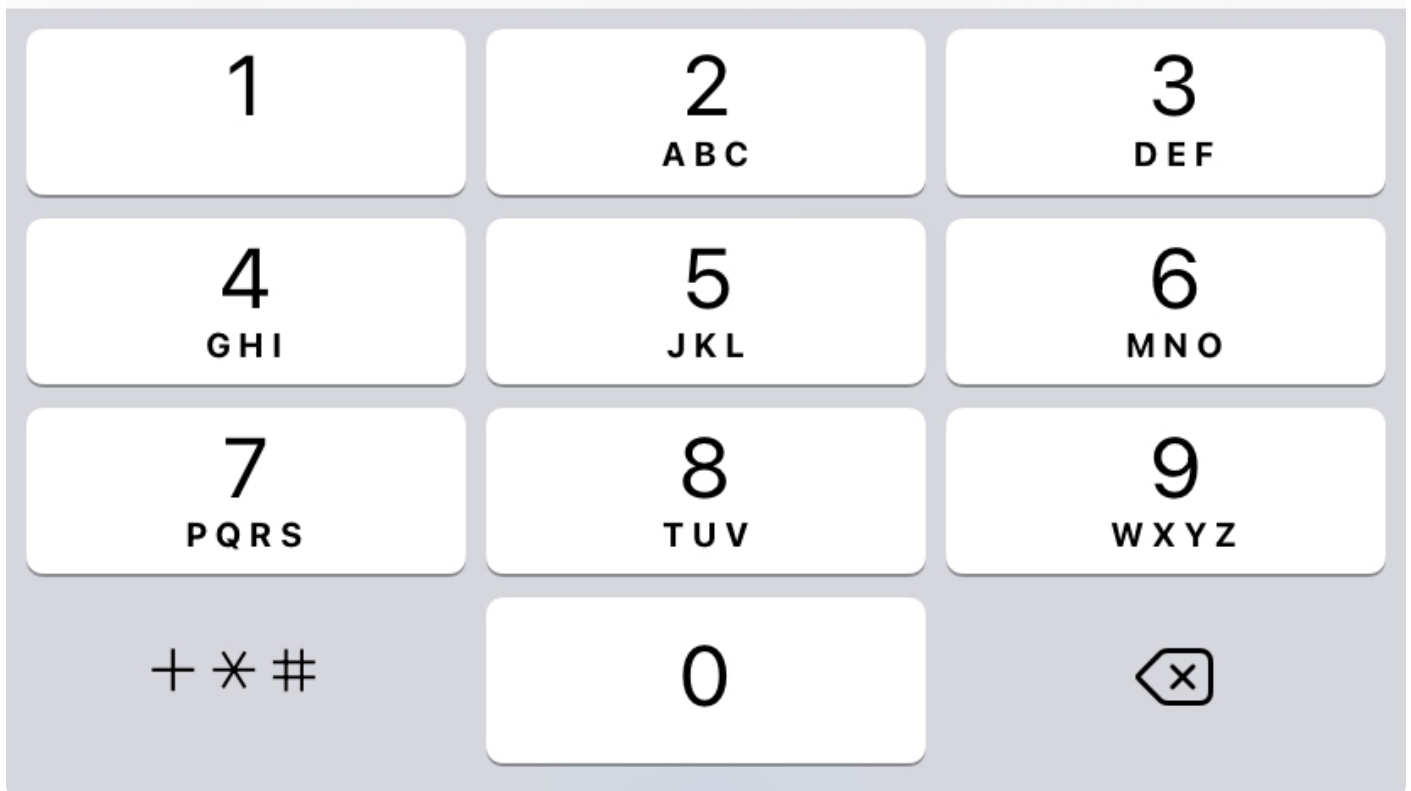 1 2 3
ABC DEF
4 5 6
GHI JKL MNO
7 8 9
PQRS TUV WXYZ
+*# 0